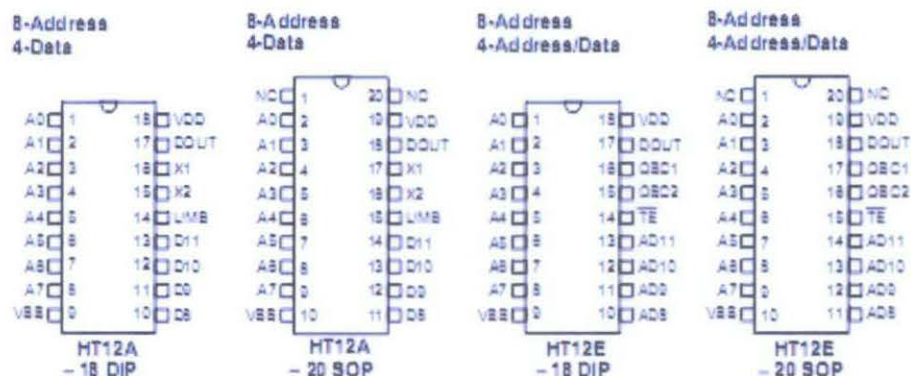 8-Address
4-Data
A0 1 18 VDD
A1 2 17 DOUT
A2 3 16 X1
A3 4 15 X2
A4 5 14 L/MB
A5 6 13 D11
A6 7 12 D10
A7 8 11 D9
VSS 9 10 D8
HT12A
– 18 DIP
8-Address
4-Data
NC 1 20 NC
A0 2 19 VDD
A1 3 18 DOUT
A2 4 17 X1
A3 5 16 X2
A4 6 15 L/MB
A5 7 14 D11
A6 8 13 D10
A7 9 12 D9
VSS 10 11 D8
HT12A
– 20 SOP
8-Address
4-Address/Data
A0 1 18 VDD
A1 2 17 DOUT
A2 3 16 OSC1
A3 4 15 OSC2
A4 5 14 TE
A5 6 13 AD11
A6 7 12 AD10
A7 8 11 AD9
VSS 9 10 AD8
HT12E
– 18 DIP
8-Address
4-Address/Data
NC 1 20 NC
A0 2 19 VDD
A1 3 18 DOUT
A2 4 17 OSC1
A3 5 16 OSC2
A4 6 15 TE
A5 7 14 AD11
A6 8 13 AD10
A7 9 12 AD9
VSS 10 11 AD8
HT12E
– 20 SOP